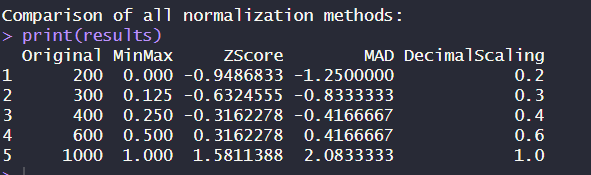 Comparison of all normalization methods:
> print(results)
  Original MinMax     ZScore        MAD DecimalScaling
1      200  0.000 -0.9486833 -1.2500000            0.2
2      300  0.125 -0.6324555 -0.8333333            0.3
3      400  0.250 -0.3162278 -0.4166667            0.4
4      600  0.500  0.3162278  0.4166667            0.6
5     1000  1.000  1.5811388  2.0833333            1.0
>